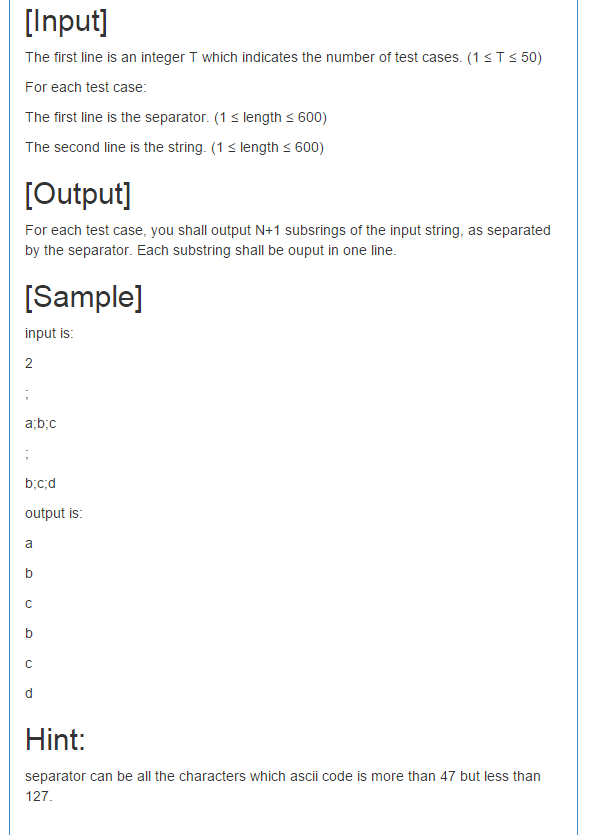 [Input]
The first line is an integer T which indicates the number of test cases. (1 ≤ T ≤ 50)
For each test case:
The first line is the separator. (1 ≤ length ≤ 600)
The second line is the string. (1 ≤ length ≤ 600)
[Output]
For each test case, you shall output N+1 subsrings of the input string, as separated
by the separator. Each substring shall be ouput in one line.
[Sample]
input is:
2
;
a;b;c
;
b;c;d
output is:
a
b
c
b
c
d
Hint:
separator can be all the characters which ascii code is more than 47 but less than
127.